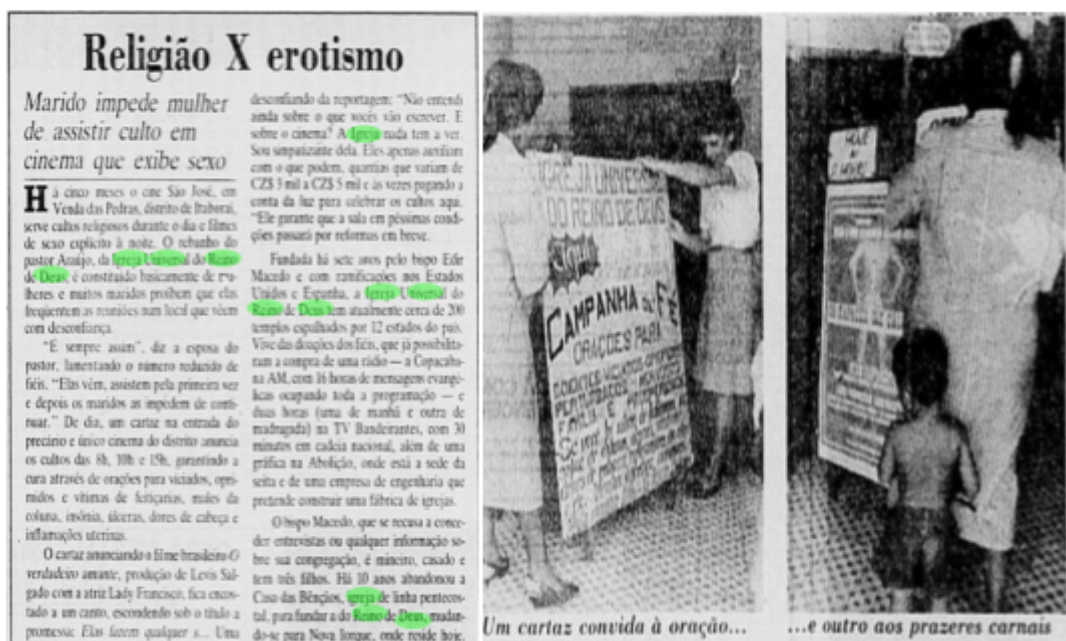 Religião X erotismo
Marido impede mulher
de assistir culto em
cinema que exibe sexo
Há cinco meses o cine São José, em
Venda das Pedras, distrito de Itaboraí,
serve cultos religiosos durante o dia e filmes
de sexo explícito à noite. O rebanho do
pastor Araújo, da Igreja Universal do Reino
de Deus, é constituído basicamente de mu-
lheres e muitos maridos proíbem que elas
freqüentem as reuniões num local que vêem
com desconfiança.
"É sempre assim", diz a esposa do
pastor, lamentando o número reduzido de
fiéis. "Elas vêm, assistem pela primeira vez
e depois os maridos as impedem de conti-
nuar." De dia, um cartaz na entrada do
precário e único cinema do distrito anuncia
os cultos das 8h, 10h e 15h, garantindo a
cura através de orações para viciados, opri-
midos e vítimas de feitiçarias, males da
coluna, insônia, úlceras, dores de cabeça e
inflamações uterinas.
O cartaz anunciando o filme brasileiro O
verdadeiro amante, produção de Levis Sal-
gado com a atriz Lady Francisco, fica encos-
tado a um canto, escondendo sob o título a
promessa: Elas fazem qualquer s... Uma
desconfiando da reportagem: "Não entendi
ainda sobre o que vocês vão escrever. É
sobre o cinema? A Igreja nada tem a ver.
Sou simpatizante dela. Eles apenas auxiliam
com o que podem, quantias que variam de
CZ$ 3 mil a CZ$ 5 mil e às vezes pagando a
conta da luz para celebrar os cultos aqui.
"Ele garante que a sala em péssimas condi-
ções passará por reformas em breve.
Fundada há sete anos pelo bispo Edir
Macedo e com ramificações nos Estados
Unidos e Espanha, a Igreja Universal do
Reino de Deus tem atualmente cerca de 200
templos espalhados por 12 estados do país.
Vive das doações dos fiéis, que já possibilita-
ram a compra de uma rádio — a Copacaba-
na AM, com 16 horas de mensagens evangé-
licas ocupando toda a programação — e
duas horas (uma de manhã e outra de
madrugada) na TV Bandeirantes, com 30
minutos em cadeia nacional, além de uma
gráfica na Abolição, onde está a sede da
seita e de uma empresa de engenharia que
pretende construir uma fábrica de igrejas.
O bispo Macedo, que se recusa a conce-
der entrevistas ou qualquer informação so-
bre sua congregação, é mineiro, casado e
tem três filhos. Há 10 anos abandonou a
Casa das Bênçãos, igreja de linha pentecos-
tal, para fundar a do Reino de Deus, mudan-
do-se para Nova Iorque, onde reside hoje.
IGREJA UNIVERSAL
DO REINO DE DEUS
CAMPANHA DE FÉ
ORAÇÕES PARA
HOJE
Um cartaz convida à oração...
...e outro aos prazeres carnais